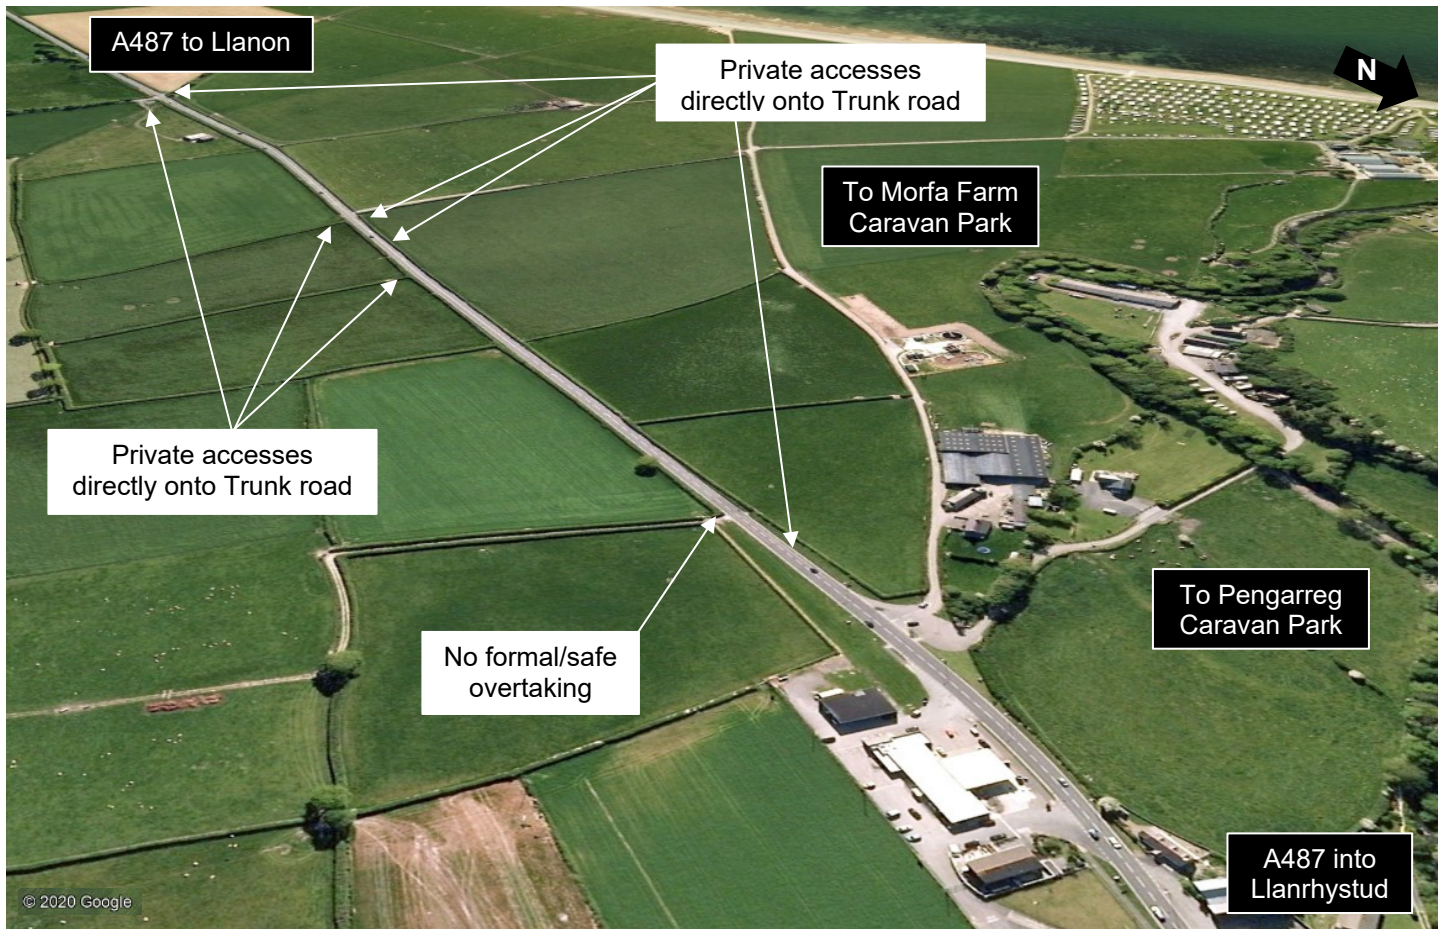 A487 to Llanon
Private accesses
directly onto Trunk road
N
To Morfa Farm
Caravan Park
Private accesses
directly onto Trunk road
No formal/safe
overtaking
To Pengarreg
Caravan Park
A487 into
Llanrhystud
© 2020 Google